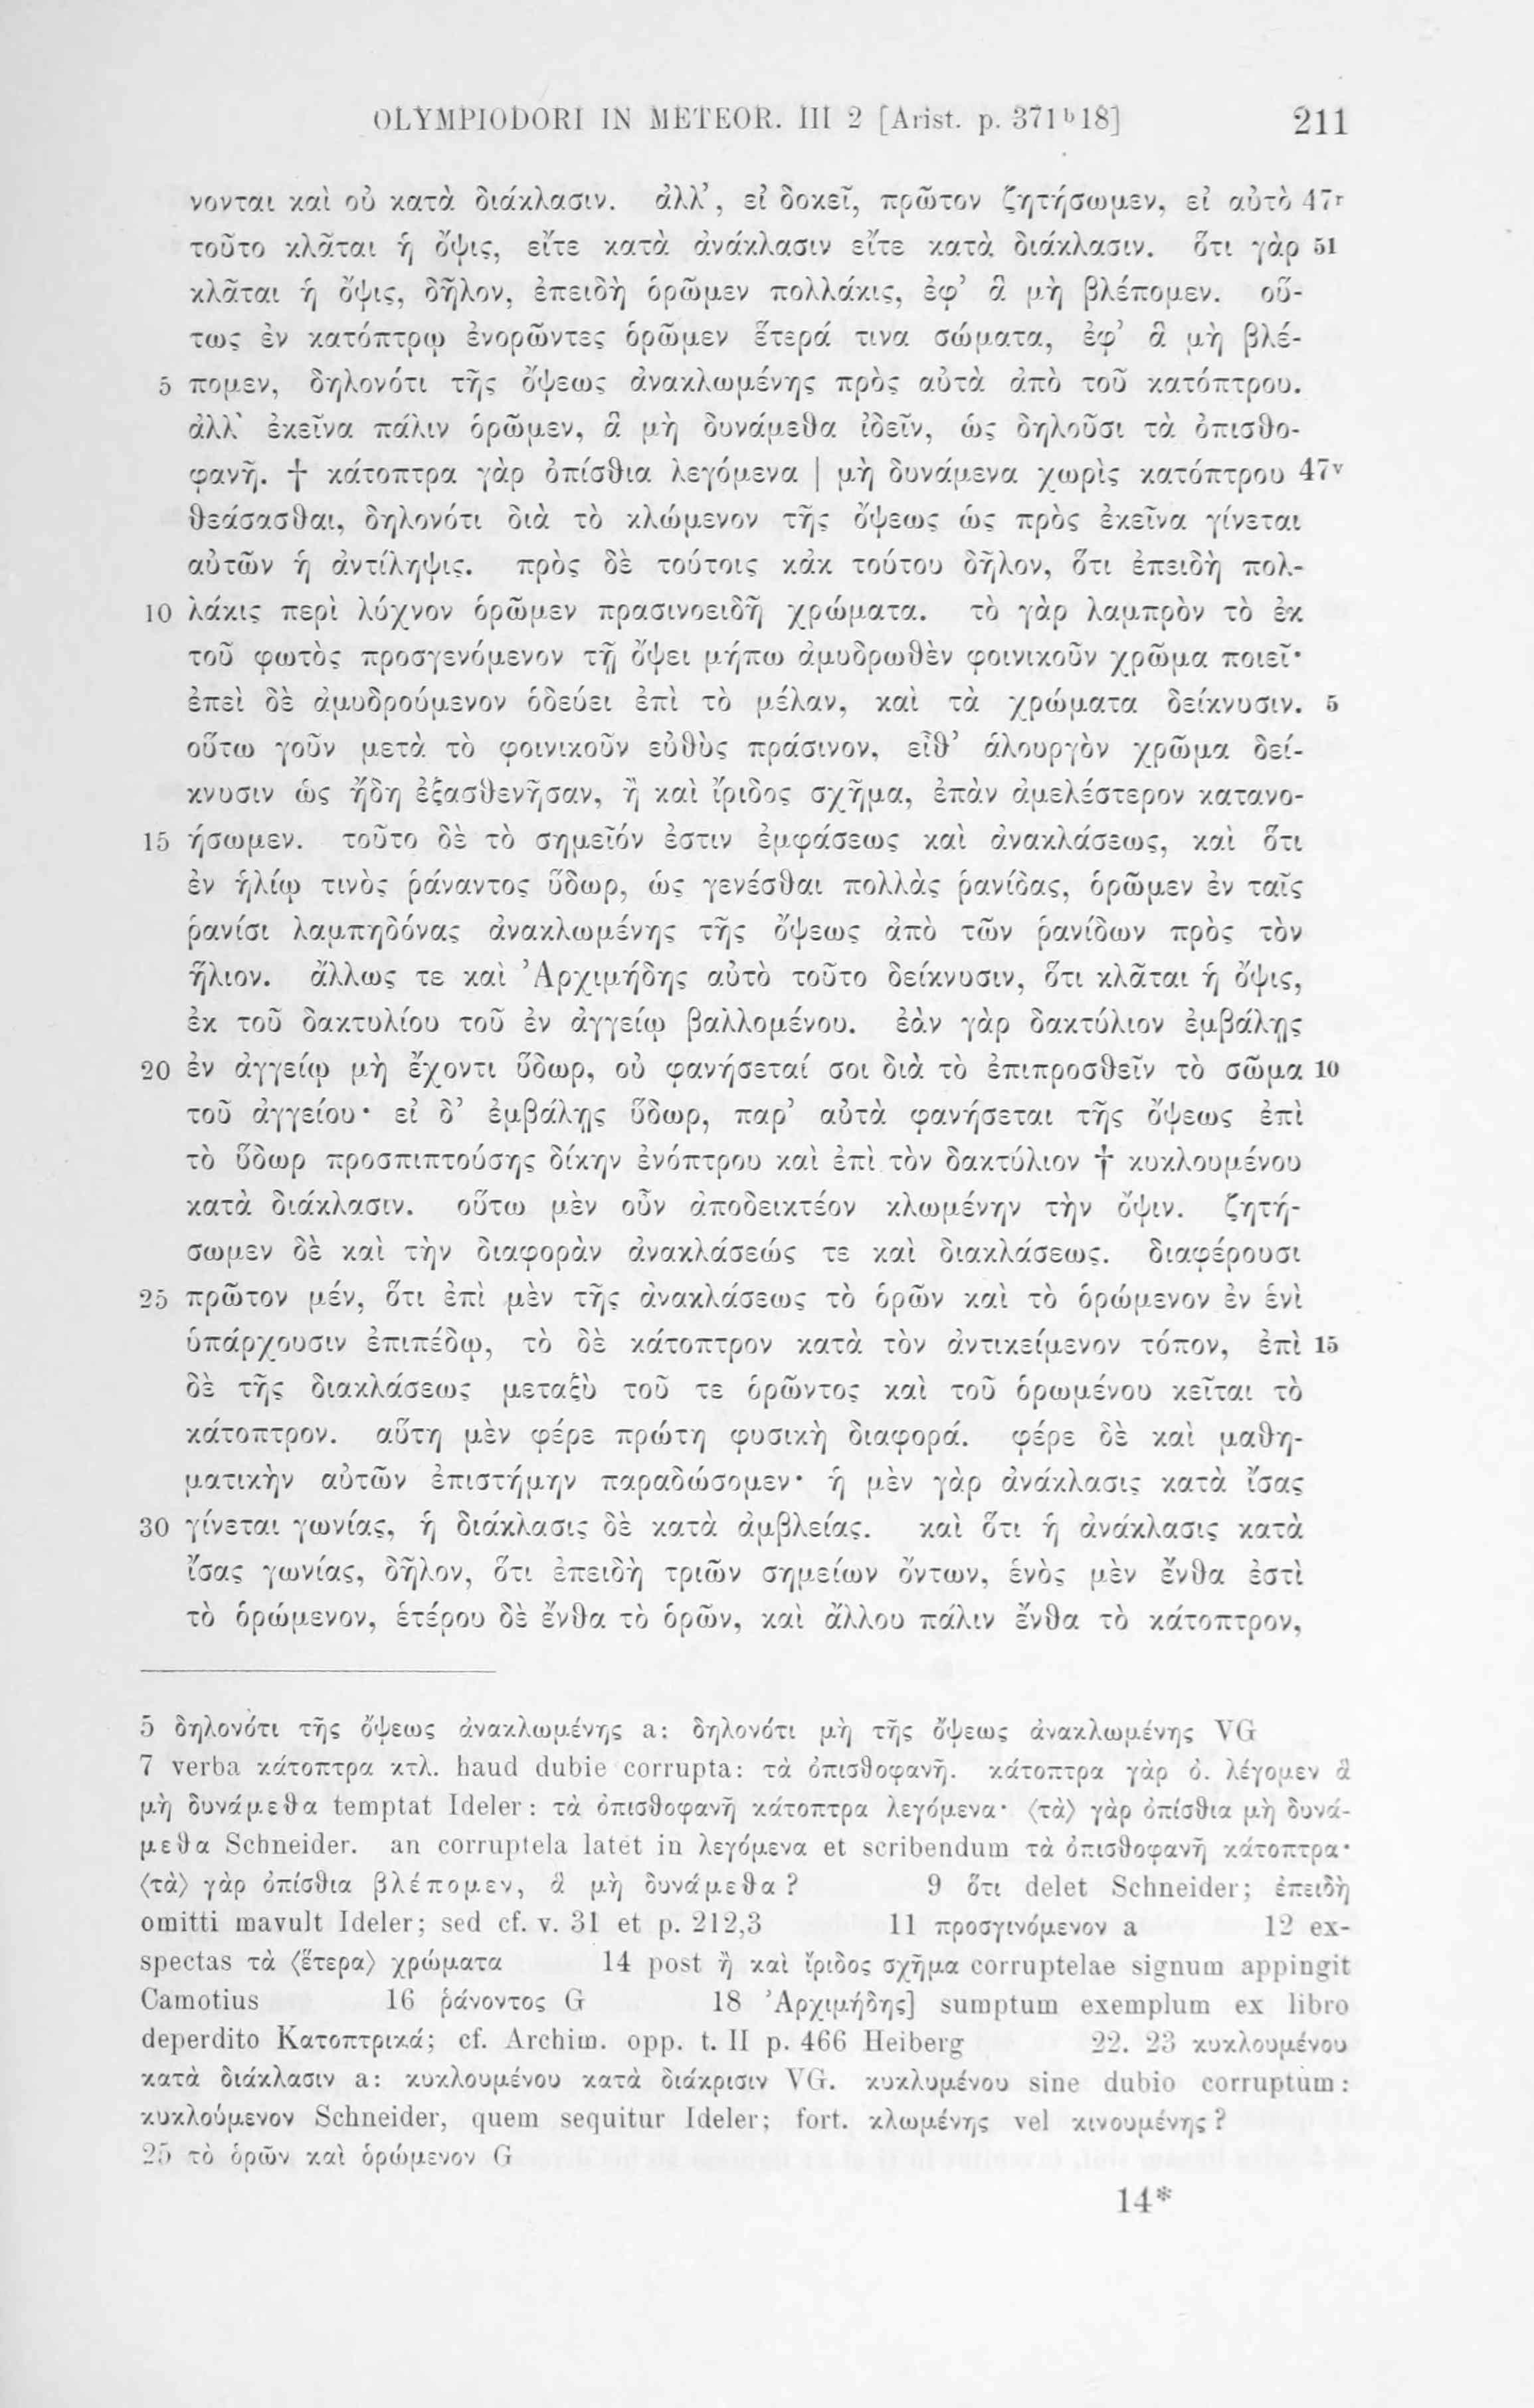 OLYMPIODORI IN METEOR. III 2 [Arist. p. 371ᵇ18] 211
νονται καὶ οὐ κατὰ διάκλασιν. ἀλλ’, εἰ δοκεῖ, πρῶτον ζητήσωμεν, εἰ αὐτὸ 47ʳ
τοῦτο κλᾶται ἡ ὄψις, εἴτε κατὰ ἀνάκλασιν εἴτε κατὰ διάκλασιν. ὅτι γὰρ 51
κλᾶται ἡ ὄψις, δῆλον, ἐπειδὴ ὁρῶμεν πολλάκις, ἐφ’ ἃ μὴ βλέπομεν. οὕ-
τως ἐν κατόπτρῳ ἐνορῶντες ὁρῶμεν ἕτερά τινα σώματα, ἐφ’ ἃ μὴ βλέ-
5 πομεν, δηλονότι τῆς ὄψεως ἀνακλωμένης πρὸς αὐτὰ ἀπὸ τοῦ κατόπτρου.
ἀλλ’ ἐκεῖνα πάλιν ὁρῶμεν, ἃ μὴ δυνάμεθα ἰδεῖν, ὡς δηλοῦσι τὰ ὀπισθο-
φανῆ. † κάτοπτρα γὰρ ὀπίσθια λεγόμενα | μὴ δυνάμενα χωρὶς κατόπτρου 47ᵛ
θεάσασθαι, δηλονότι διὰ τὸ κλώμενον τῆς ὄψεως ὡς πρὸς ἐκεῖνα γίνεται
αὐτῶν ἡ ἀντίληψις. πρὸς δὲ τούτοις κἀκ τούτου δῆλον, ὅτι ἐπειδὴ πολ-
10 λάκις περὶ λύχνον ὁρῶμεν πρασινοειδῆ χρώματα. τὸ γὰρ λαμπρὸν τὸ ἐκ
τοῦ φωτὸς προσγενόμενον τῇ ὄψει μήπω ἀμυδρωθὲν φοινικοῦν χρῶμα ποιεῖ·
ἐπεὶ δὲ ἀμυδρούμενον ὁδεύει ἐπὶ τὸ μέλαν, καὶ τὰ χρώματα δείκνυσιν. 5
οὕτω γοῦν μετὰ τὸ φοινικοῦν εὐθὺς πράσινον, εἶθ’ ἁλουργὸν χρῶμα δεί-
κνυσιν ὡς ἤδη ἐξασθενῆσαν, ἢ καὶ ἴριδος σχῆμα, ἐπὰν ἀμελέστερον κατανο-
15 ήσωμεν. τοῦτο δὲ τὸ σημεῖόν ἐστιν ἐμφάσεως καὶ ἀνακλάσεως, καὶ ὅτι
ἐν ἡλίῳ τινὸς ῥάναντος ὕδωρ, ὡς γενέσθαι πολλὰς ῥανίδας, ὁρῶμεν ἐν ταῖς
ῥανίσι λαμπηδόνας ἀνακλωμένης τῆς ὄψεως ἀπὸ τῶν ῥανίδων πρὸς τὸν
ἥλιον. ἄλλως τε καὶ Ἀρχιμήδης αὐτὸ τοῦτο δείκνυσιν, ὅτι κλᾶται ἡ ὄψις,
ἐκ τοῦ δακτυλίου τοῦ ἐν ἀγγείῳ βαλλομένου. ἐὰν γὰρ δακτύλιον ἐμβάλῃς
20 ἐν ἀγγείῳ μὴ ἔχοντι ὕδωρ, οὐ φανήσεταί σοι διὰ τὸ ἐπιπροσθεῖν τὸ σῶμα 10
τοῦ ἀγγείου· εἰ δ’ ἐμβάλῃς ὕδωρ, παρ’ αὐτὰ φανήσεται τῆς ὄψεως ἐπὶ
τὸ ὕδωρ προσπιπτούσης δίκην ἐνόπτρου καὶ ἐπὶ τὸν δακτύλιον † κυκλουμένου
κατὰ διάκλασιν. οὕτω μὲν οὖν ἀποδεικτέον κλωμένην τὴν ὄψιν. ζητή-
σωμεν δὲ καὶ τὴν διαφορὰν ἀνακλάσεώς τε καὶ διακλάσεως. διαφέρουσι
25 πρῶτον μέν, ὅτι ἐπὶ μὲν τῆς ἀνακλάσεως τὸ ὁρῶν καὶ τὸ ὁρώμενον ἐν ἑνὶ
ὑπάρχουσιν ἐπιπέδῳ, τὸ δὲ κάτοπτρον κατὰ τὸν ἀντικείμενον τόπον, ἐπὶ 15
δὲ τῆς διακλάσεως μεταξὺ τοῦ τε ὁρῶντος καὶ τοῦ ὁρωμένου κεῖται τὸ
κάτοπτρον. αὕτη μὲν φέρε πρώτη φυσικὴ διαφορά. φέρε δὲ καὶ μαθη-
ματικὴν αὐτῶν ἐπιστήμην παραδώσομεν· ἡ μὲν γὰρ ἀνάκλασις κατὰ ἴσας
30 γίνεται γωνίας, ἡ διάκλασις δὲ κατὰ ἀμβλείας. καὶ ὅτι ἡ ἀνάκλασις κατὰ
ἴσας γωνίας, δῆλον, ὅτι ἐπειδὴ τριῶν σημείων ὄντων, ἑνὸς μὲν ἔνθα ἐστὶ
τὸ ὁρώμενον, ἑτέρου δὲ ἔνθα τὸ ὁρῶν, καὶ ἄλλου πάλιν ἔνθα τὸ κάτοπτρον,
5 δηλονότι τῆς ὄψεως ἀνακλωμένης a: δηλονότι μὴ τῆς ὄψεως ἀνακλωμένης VG
7 verba κάτοπτρα κτλ. haud dubie corrupta: τὰ ὀπισθοφανῆ. κάτοπτρα γὰρ ὀ. λέγομεν ἃ
μὴ δυνάμεθα temptat Ideler: τὰ ὀπισθοφανῆ κάτοπτρα λεγόμενα· ⟨τὰ⟩ γὰρ ὀπίσθια μὴ δυνά-
μεθα Schneider. an corruptela latet in λεγόμενα et scribendum τὰ ὀπισθοφανῆ κάτοπτρα·
⟨τὰ⟩ γὰρ ὀπίσθια βλέπομεν, ἃ μὴ δυνάμεθα? 9 ὅτι delet Schneider; ἐπειδὴ
omitti mavult Ideler; sed cf. v. 31 et p. 212,3 11 προσγινόμενον a 12 ex-
spectas τὰ ⟨ἕτερα⟩ χρώματα 14 post ἢ καὶ ἴριδος σχῆμα corruptelae signum appingit
Camotius 16 ῥάνοντος G 18 Ἀρχιμήδης] sumptum exemplum ex libro
deperdito Κατοπτρικά; cf. Archim. opp. t. II p. 466 Heiberg 22. 23 κυκλουμένου
κατὰ διάκλασιν a: κυκλουμένου κατὰ διάκρισιν VG. κυκλυμένου sine dubio corruptum:
κυκλούμενον Schneider, quem sequitur Ideler; fort. κλωμένης vel κινουμένης?
25 τὸ ὁρῶν καὶ ὁρώμενον G
14*